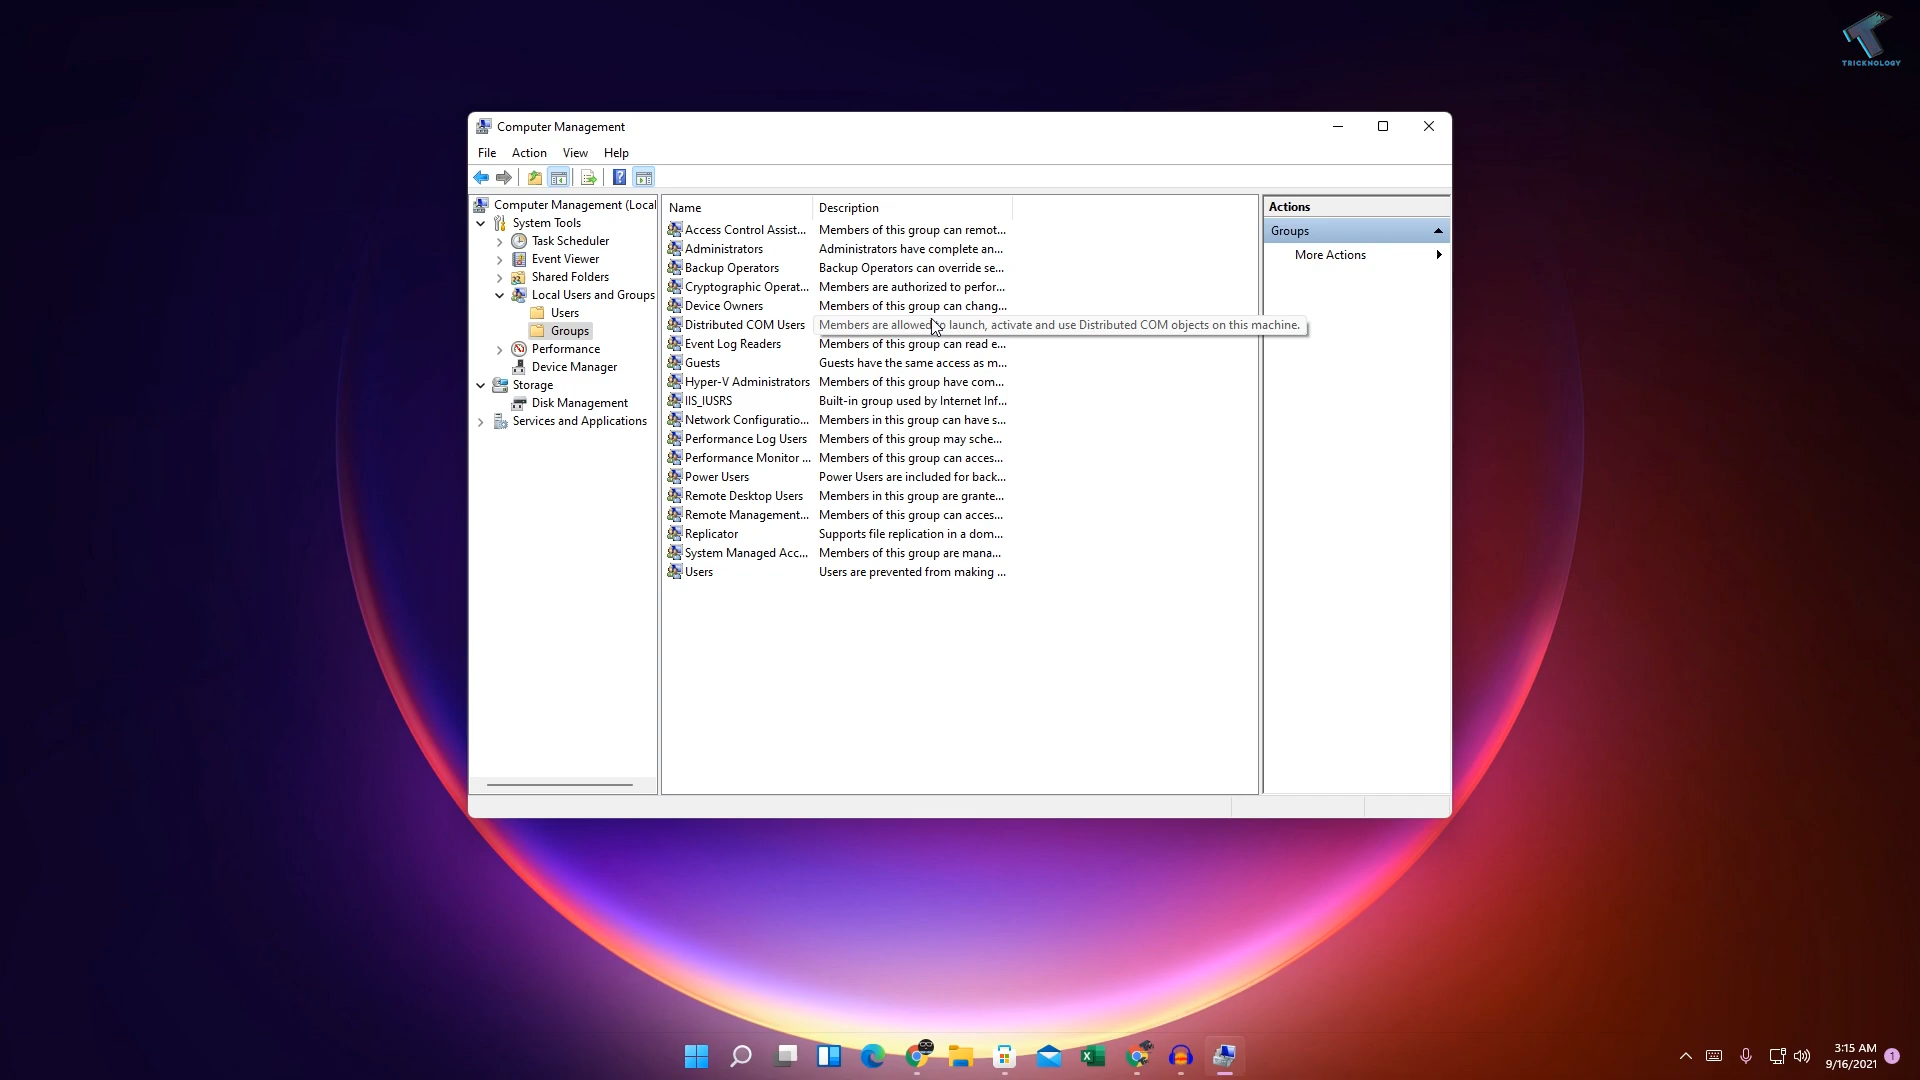 TRICKNOLOGY
Computer Management
File Action View Help
Computer Management (Local
System Tools
Task Scheduler
Event Viewer
Shared Folders
Local Users and Groups
Users
Groups
Performance
Device Manager
Storage
Disk Management
Services and Applications
Name Description
Access Control Assist... Members of this group can remot...
Administrators Administrators have complete an...
Backup Operators Backup Operators can override se...
Cryptographic Operat... Members are authorized to perfor...
Device Owners Members of this group can chang...
Distributed COM Users Members are allowed to launch, activate and use Distributed COM objects on this machine.
Event Log Readers Members of this group can read e...
Guests Guests have the same access as m...
Hyper-V Administrators Members of this group have com...
IIS_IUSRS Built-in group used by Internet Inf...
Network Configuratio... Members in this group can have s...
Performance Log Users Members of this group may sche...
Performance Monitor ... Members of this group can acces...
Power Users Power Users are included for back...
Remote Desktop Users Members in this group are grante...
Remote Management... Members of this group can acces...
Replicator Supports file replication in a dom...
System Managed Acc... Members of this group are mana...
Users Users are prevented from making ...
Actions
Groups
More Actions
3:15 AM
9/16/2021
1